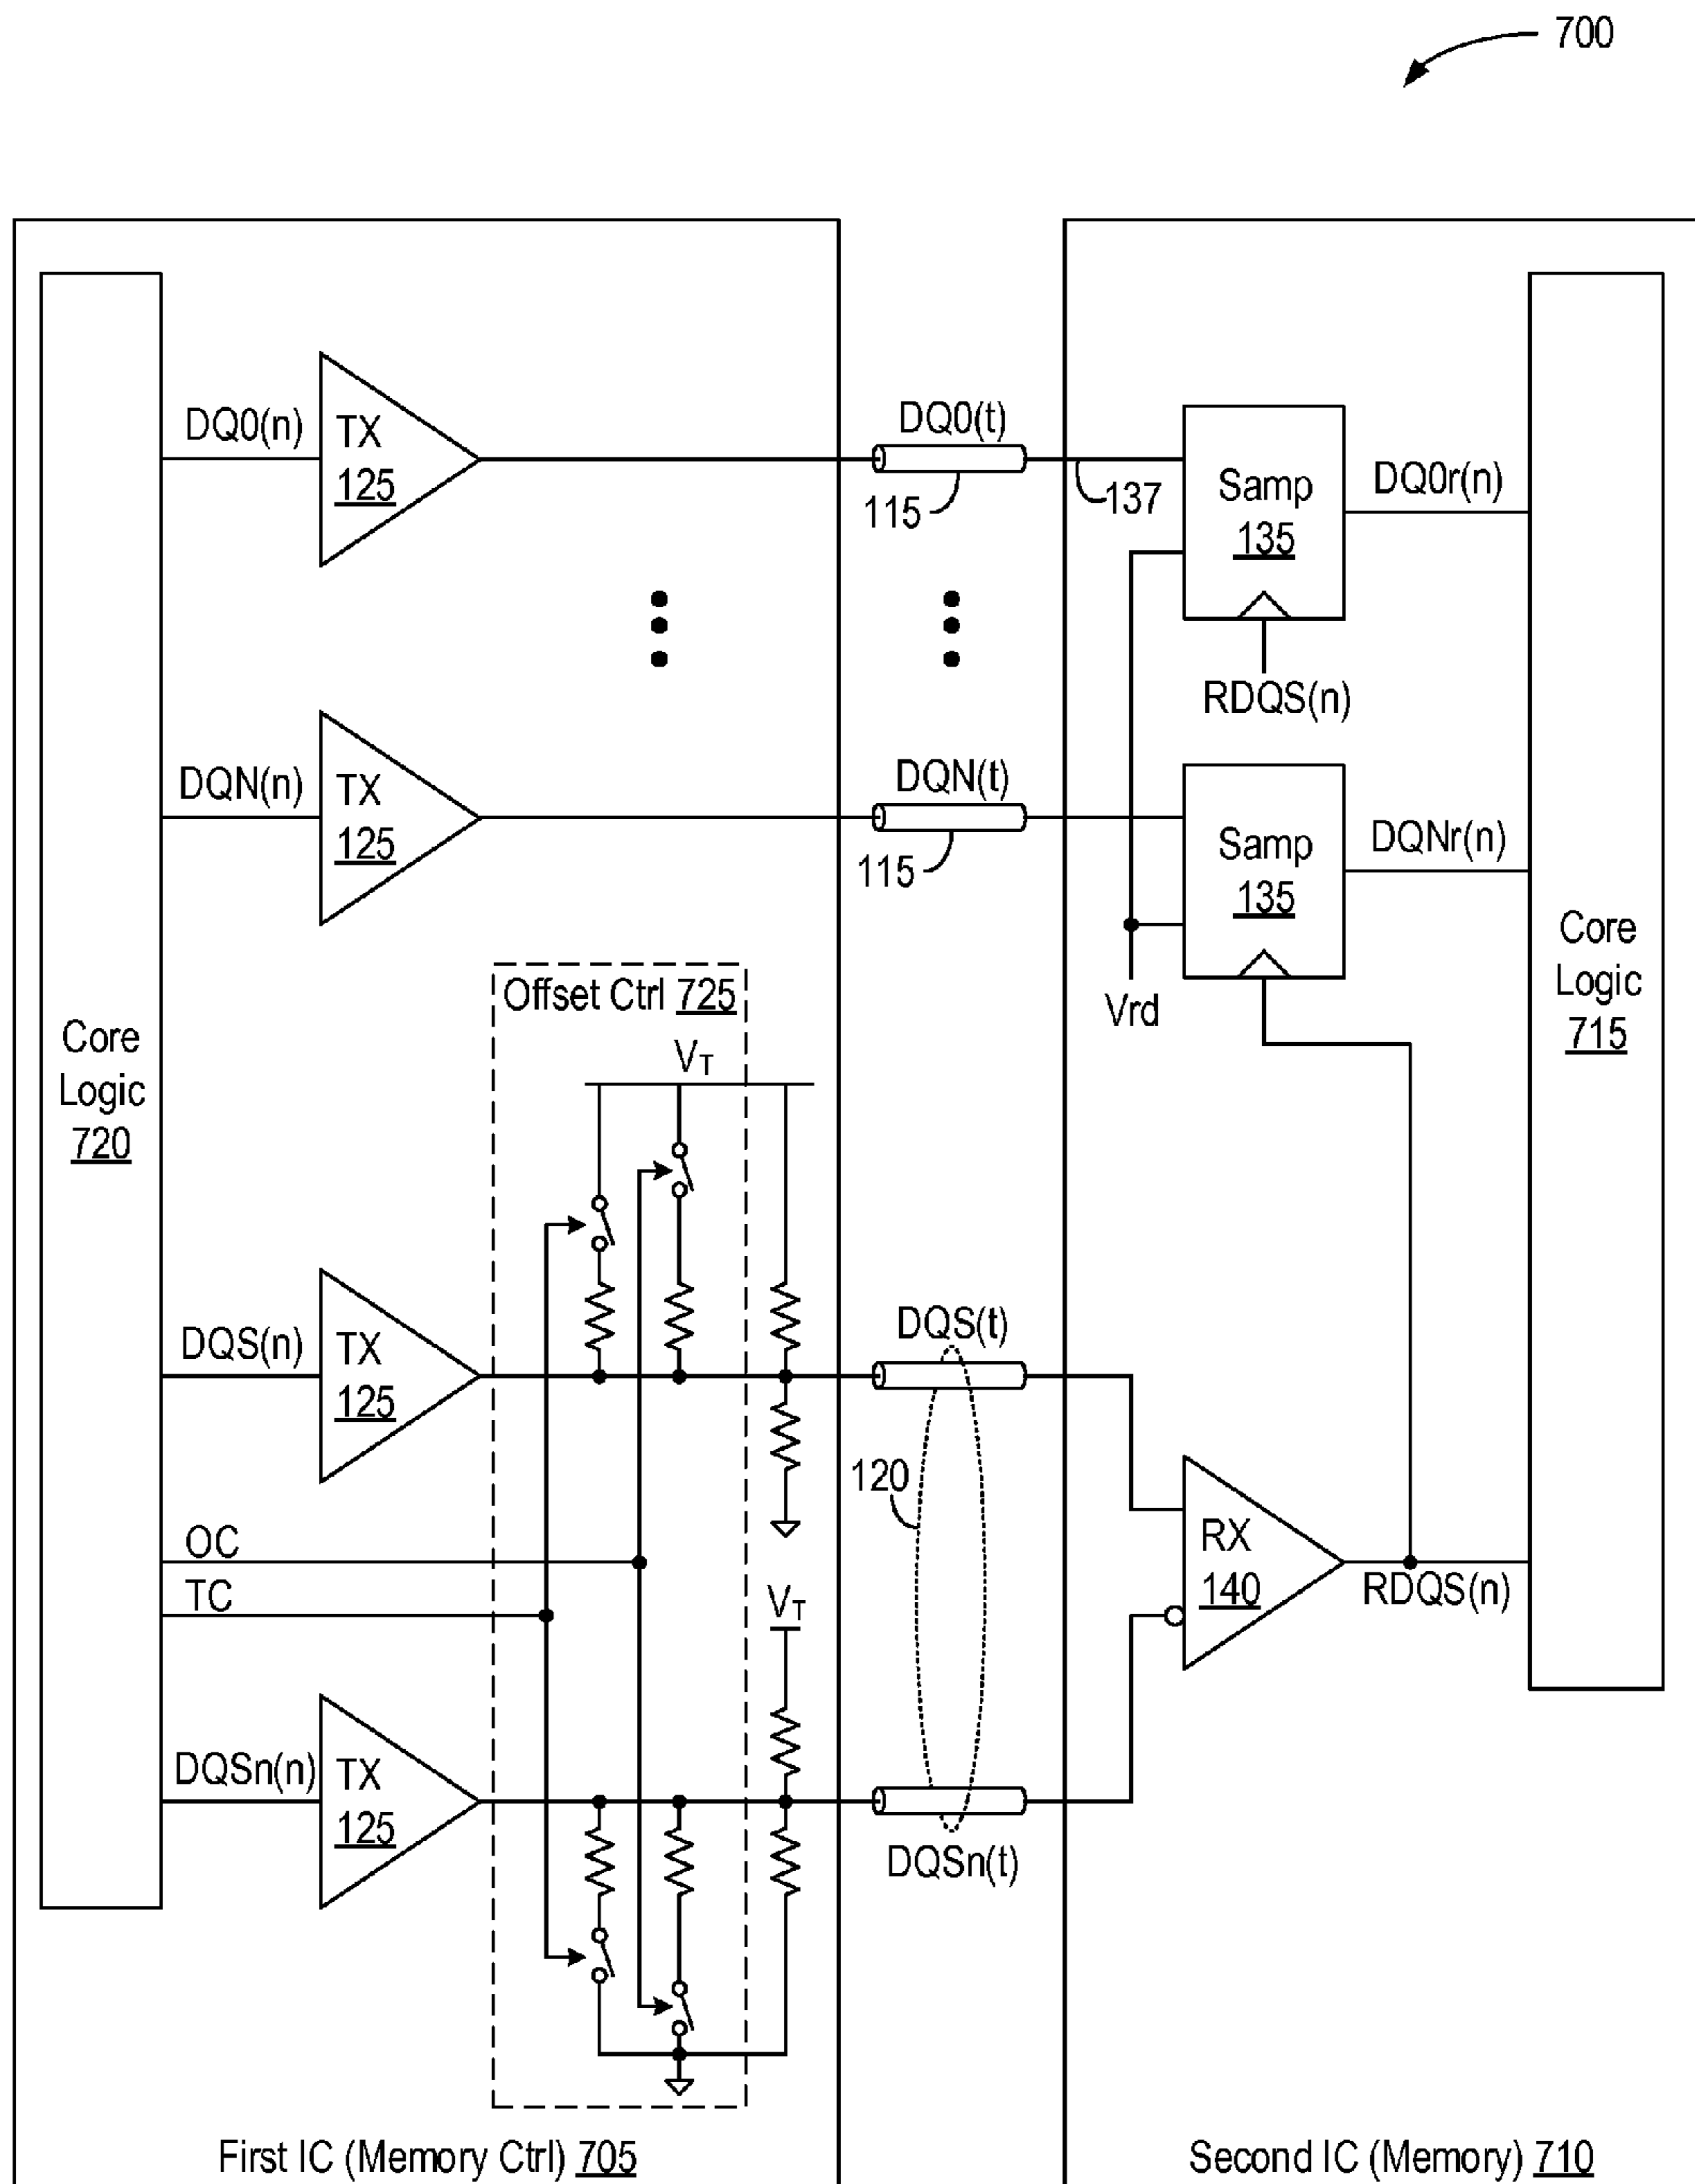 700
DQ0(n)
TX
125
DQ0(t)
115
137
Samp
135
DQ0r(n)
RDQS(n)
DQN(n)
TX
125
DQN(t)
115
Samp
135
DQNr(n)
Vrd
Core
Logic
715
Core
Logic
720
Offset Ctrl 725
VT
DQS(n)
TX
125
DQS(t)
120
OC
TC
RX
140
RDQS(n)
VT
DQSn(n)
TX
125
DQSn(t)
First IC (Memory Ctrl) 705
Second IC (Memory) 710